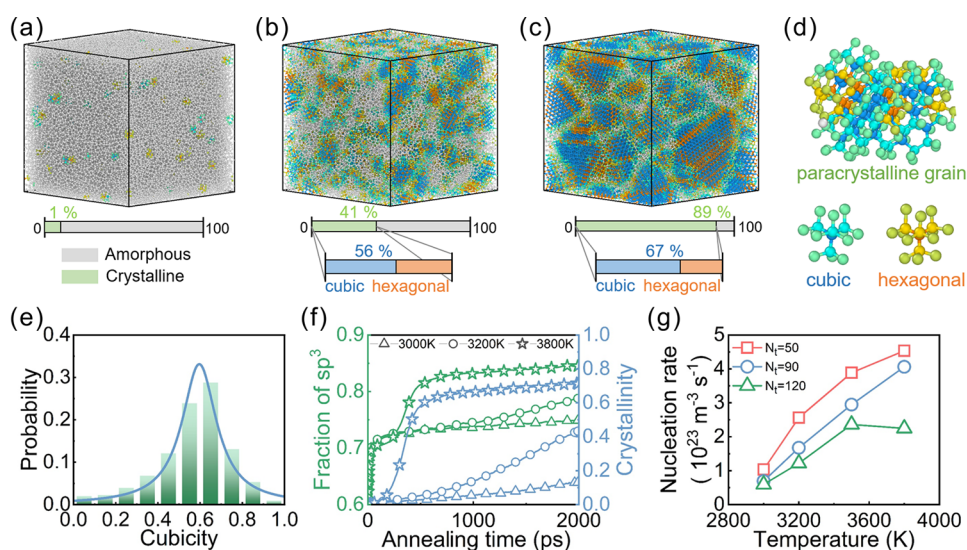 (a)
(b)
(c)
(d)
paracrystalline grain
1 %
0
100
Amorphous
Crystalline
41 %
0
100
56 %
cubic hexagonal
89 %
0
100
67 %
cubic hexagonal
cubic
hexagonal
(e)
0.4
0.3
0.2
0.1
0.0
Probability
0.0 0.2 0.4 0.6 0.8 1.0
Cubicity
(f)
0.9
0.8
0.7
0.6
Fraction of sp³
3000K 3200K 3800K
1.0
0.8
0.6
0.4
0.2
0.0
Crystallinity
0 1000 2000
Annealing time (ps)
(g)
Nucleation rate
( 10²³ m⁻³ s⁻¹)
6
5
4
3
2
1
0
Nₜ=50
Nₜ=90
Nₜ=120
2800 3200 3600 4000
Temperature (K)